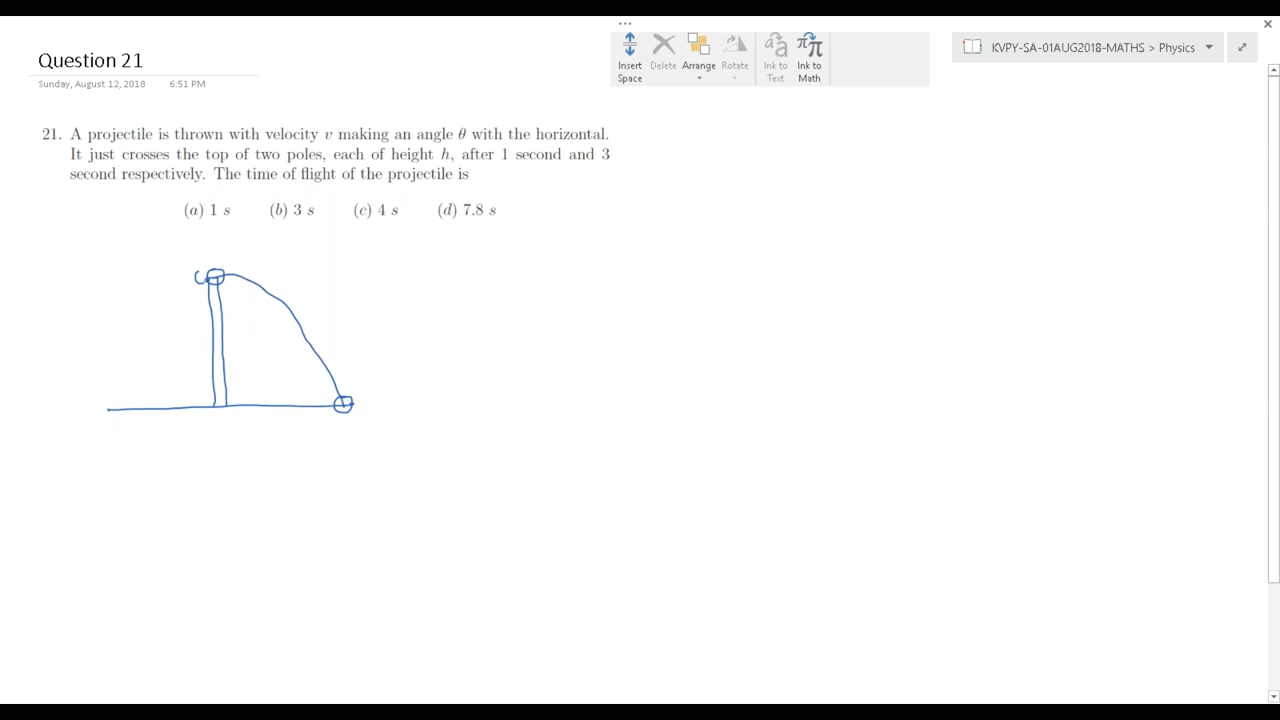 ...
Insert
Space
Delete
Arrange
Rotate
Ink to
Text
Ink to
Math
KVPY-SA-01AUG2018-MATHS > Physics
Question 21
Sunday, August 12, 2018 6:51 PM
21. A projectile is thrown with velocity v making an angle θ with the horizontal.
It just crosses the top of two poles, each of height h, after 1 second and 3
second respectively. The time of flight of the projectile is
(a) 1 s (b) 3 s (c) 4 s (d) 7.8 s